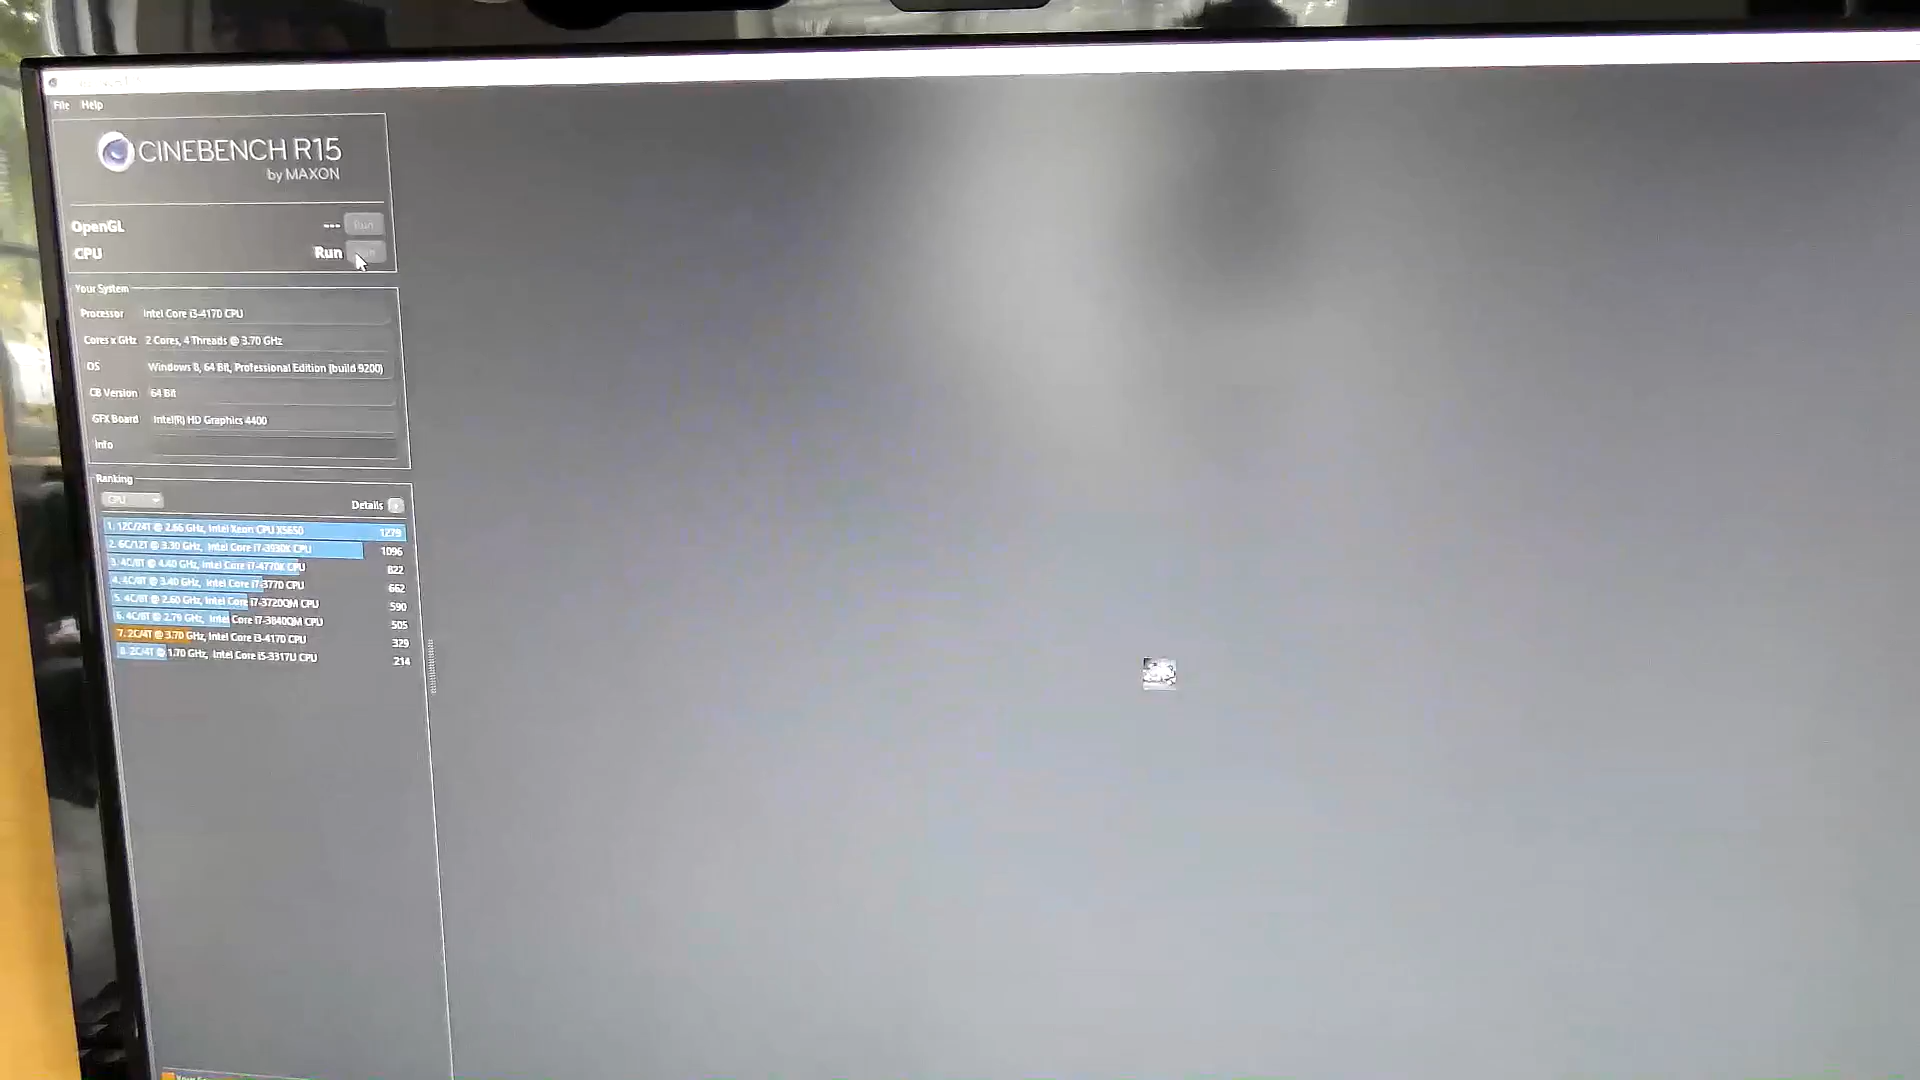 File Help
CINEBENCH R15
by MAXON
OpenGL --- Run
CPU Run
Your System
Processor Intel Core i3-4170 CPU
Cores x GHz 2 Cores, 4 Threads @ 3.70 GHz
OS Windows 8, 64 Bit, Professional Edition (build 9200)
CB Version 64 Bit
GFX Board Intel(R) HD Graphics 4400
Info
Ranking
CPU Details
1. 12C/24T @ 2.66 GHz, Intel Xeon CPU X5650 1279
2. 6C/12T @ 3.30 GHz, Intel Core i7-3930K CPU 1096
3. 4C/8T @ 4.40 GHz, Intel Core i7-4770K CPU 822
4. 4C/8T @ 3.40 GHz, Intel Core i7-3770 CPU 662
5. 4C/8T @ 2.60 GHz, Intel Core i7-3720QM CPU 590
6. 4C/8T @ 2.79 GHz, Intel Core i7-3840QM CPU 505
7. 2C/4T @ 3.70 GHz, Intel Core i3-4170 CPU 329
8. 2C/4T @ 1.70 GHz, Intel Core i5-3317U CPU 214